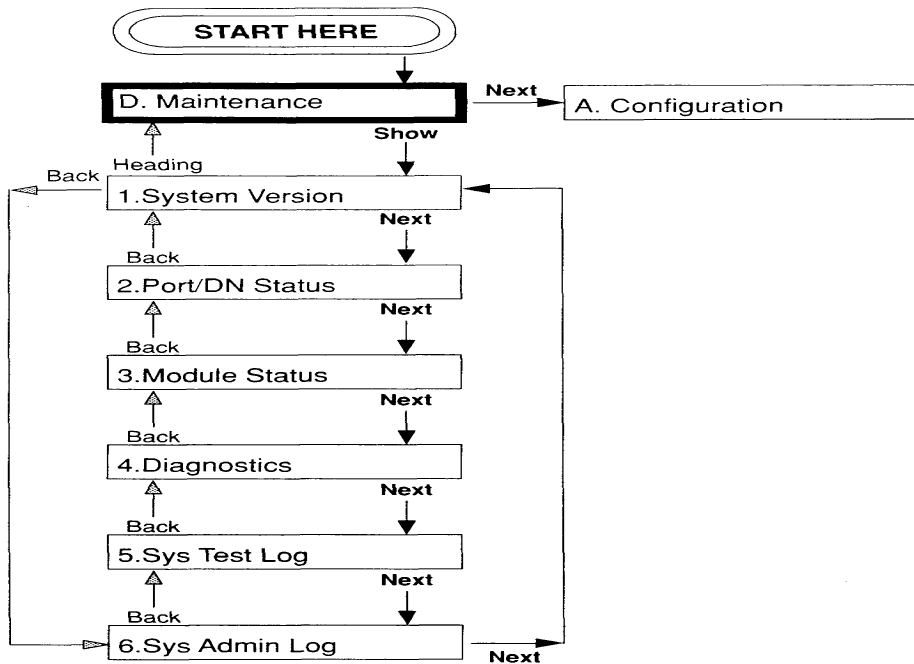 START HERE
D. Maintenance
Next
A. Configuration
Show
Heading
Back
1.System Version
Next
Back
2.Port/DN Status
Next
Back
3.Module Status
Next
Back
4.Diagnostics
Next
Back
5.Sys Test Log
Next
Back
6.Sys Admin Log
Next